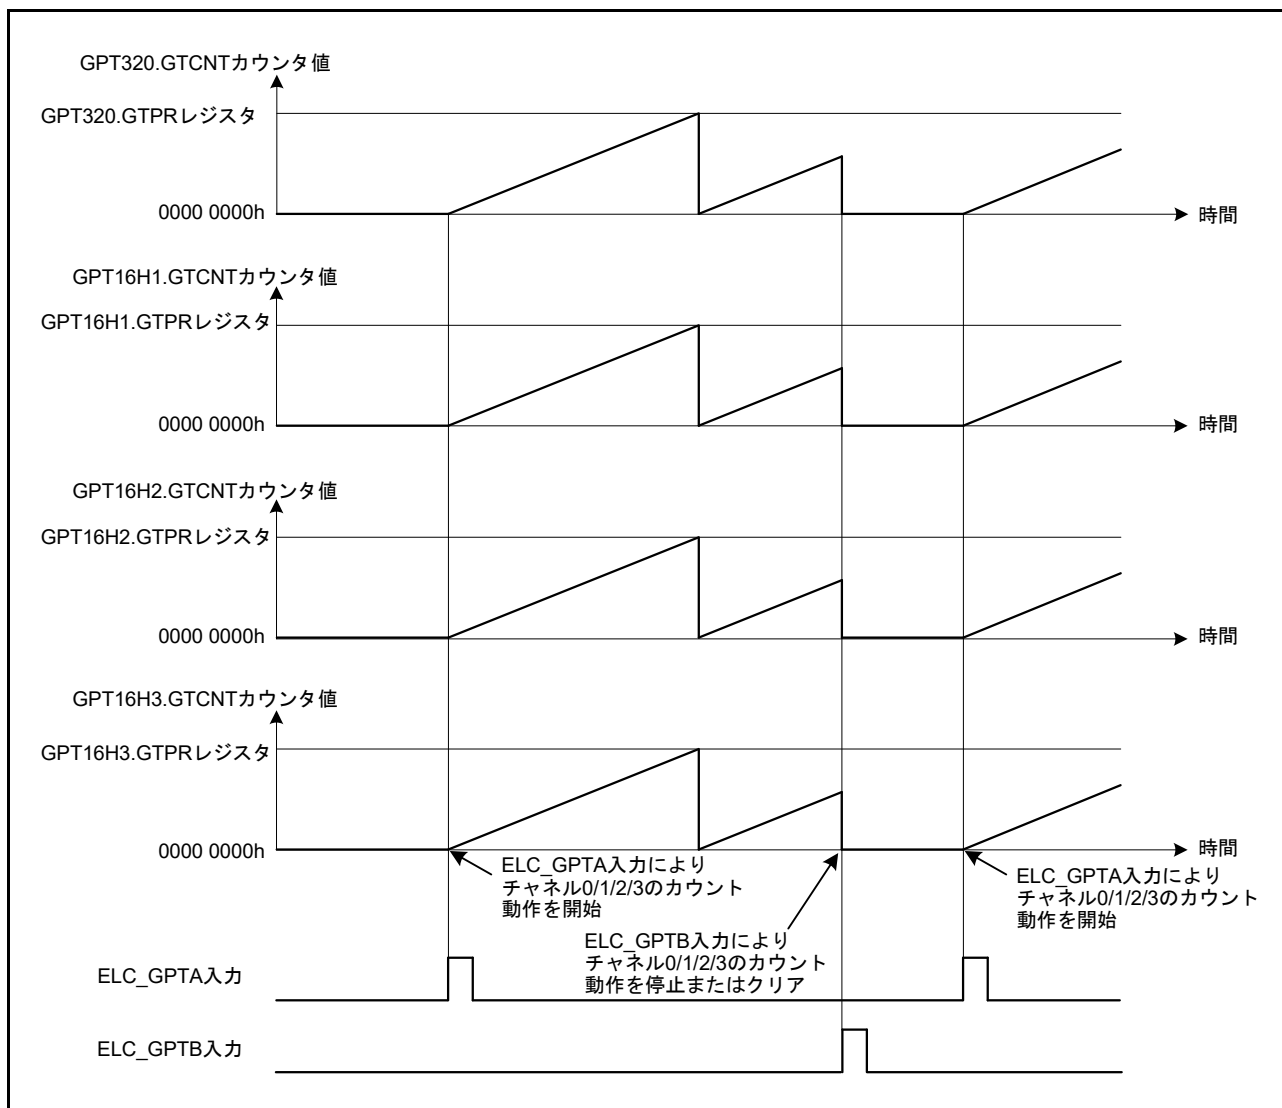 GPT320.GTCNTカウンタ値
GPT320.GTPRレジスタ
0000 0000h
時間
GPT16H1.GTCNTカウンタ値
GPT16H1.GTPRレジスタ
0000 0000h
時間
GPT16H2.GTCNTカウンタ値
GPT16H2.GTPRレジスタ
0000 0000h
時間
GPT16H3.GTCNTカウンタ値
GPT16H3.GTPRレジスタ
0000 0000h
時間
ELC_GPTA入力により
チャネル0/1/2/3のカウント
動作を開始
ELC_GPTB入力により
チャネル0/1/2/3のカウント
動作を停止またはクリア
ELC_GPTA入力により
チャネル0/1/2/3のカウント
動作を開始
ELC_GPTA入力
ELC_GPTB入力